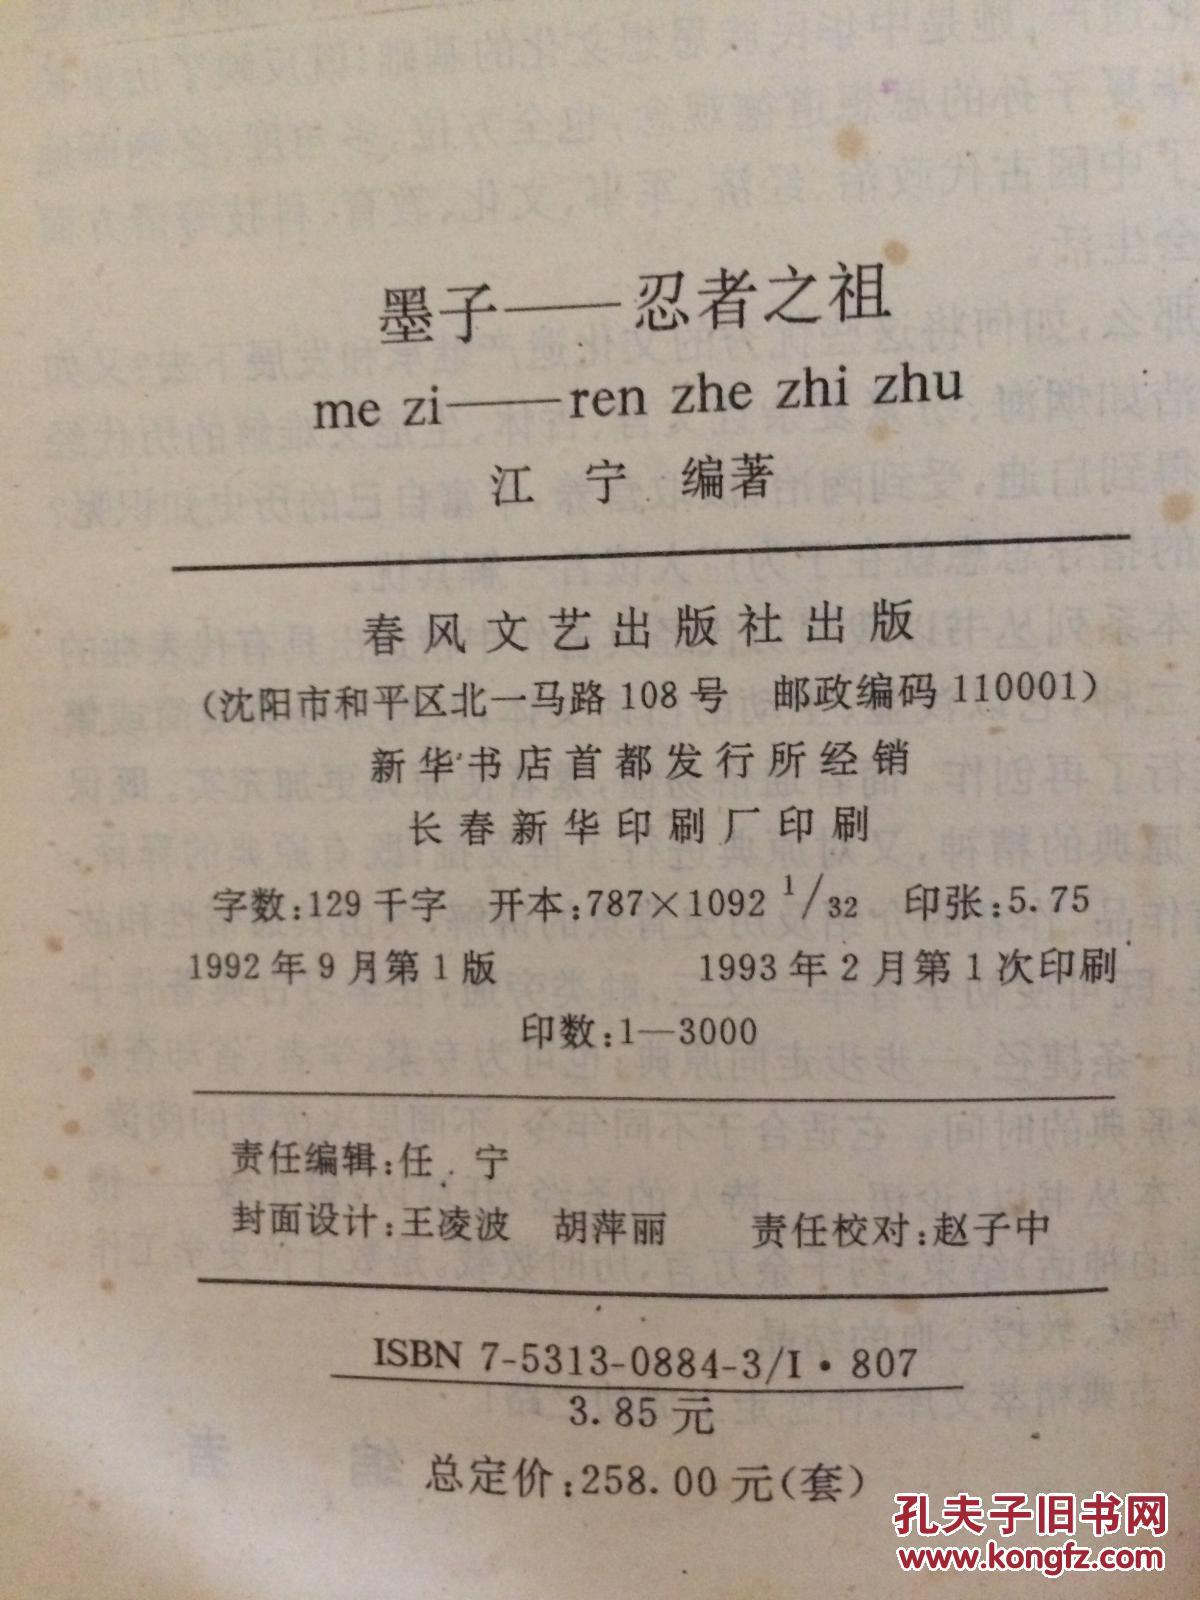 墨子——忍者之祖
me zi——ren zhe zhi zhu
江 宁 编著
春风文艺出版社出版
(沈阳市和平区北一马路108号 邮政编码110001)
新华书店首都发行所经销
长春新华印刷厂印刷
字数:129千字 开本:787×1092 1/32 印张:5.75
1992年9月第1版 1993年2月第1次印刷
印数:1—3000
责任编辑:任 宁
封面设计:王凌波 胡萍丽 责任校对:赵子中
ISBN 7-5313-0884-3/I·807
3.85元
总定价:258.00元(套)
孔夫子旧书网
www.kongfz.com